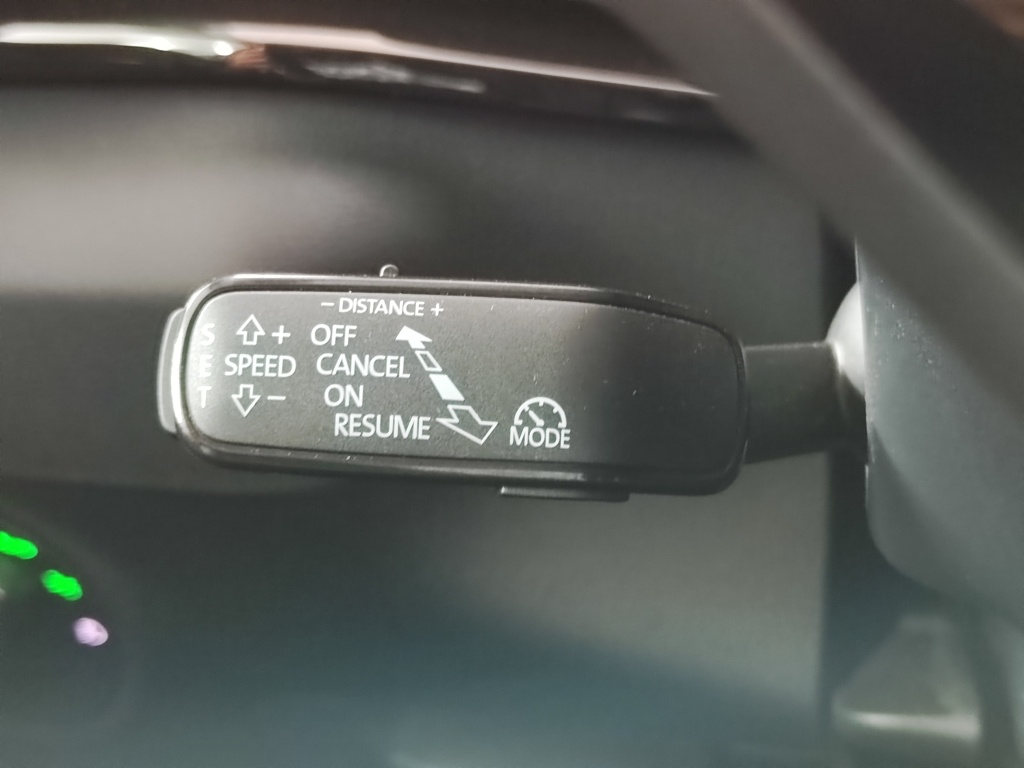 - DISTANCE +
S + OFF
E SPEED CANCEL
T - ON
RESUME MODE